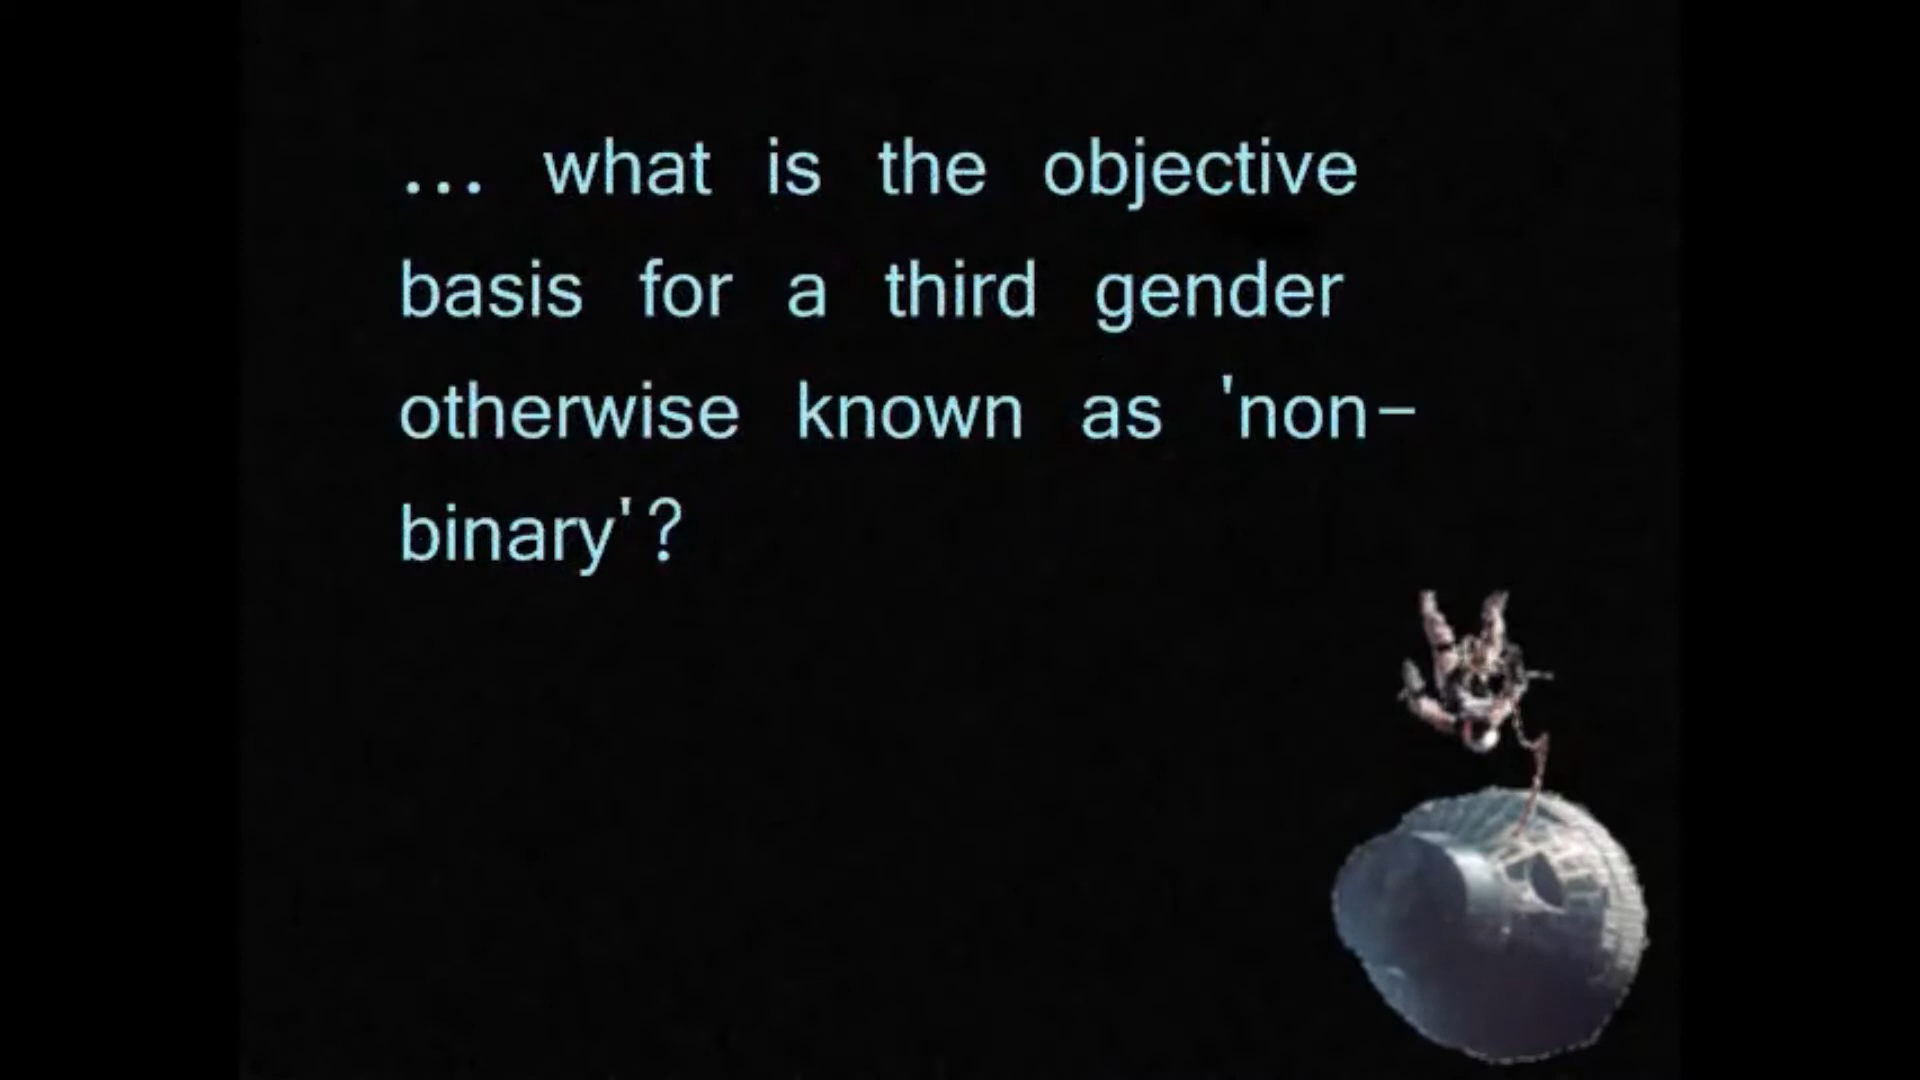 ... what is the objective
basis for a third gender
otherwise known as 'non-
binary'?